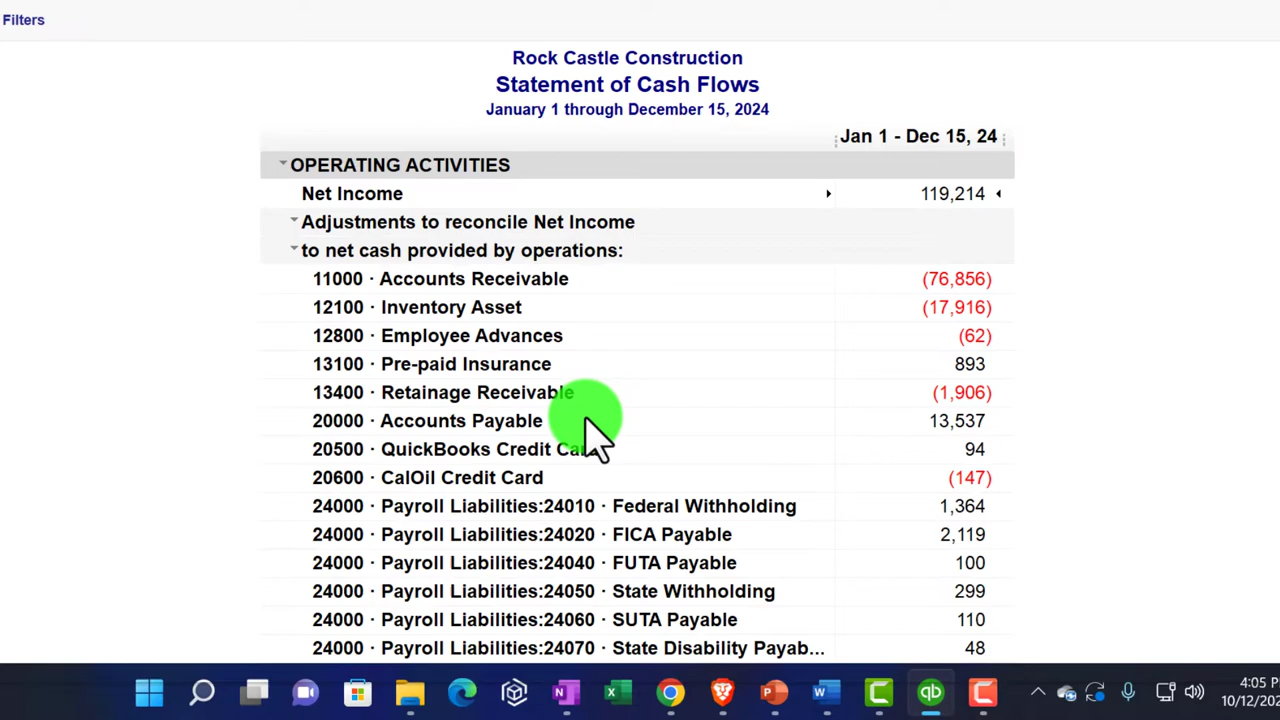 Filters
Rock Castle Construction
Statement of Cash Flows
January 1 through December 15, 2024
Jan 1 - Dec 15, 24
OPERATING ACTIVITIES
Net Income 119,214
Adjustments to reconcile Net Income
to net cash provided by operations:
11000 · Accounts Receivable (76,856)
12100 · Inventory Asset (17,916)
12800 · Employee Advances (62)
13100 · Pre-paid Insurance 893
13400 · Retainage Receivable (1,906)
20000 · Accounts Payable 13,537
20500 · QuickBooks Credit Card 94
20600 · CalOil Credit Card (147)
24000 · Payroll Liabilities:24010 · Federal Withholding 1,364
24000 · Payroll Liabilities:24020 · FICA Payable 2,119
24000 · Payroll Liabilities:24040 · FUTA Payable 100
24000 · Payroll Liabilities:24050 · State Withholding 299
24000 · Payroll Liabilities:24060 · SUTA Payable 110
24000 · Payroll Liabilities:24070 · State Disability Payab... 48
4:05 P
10/12/20